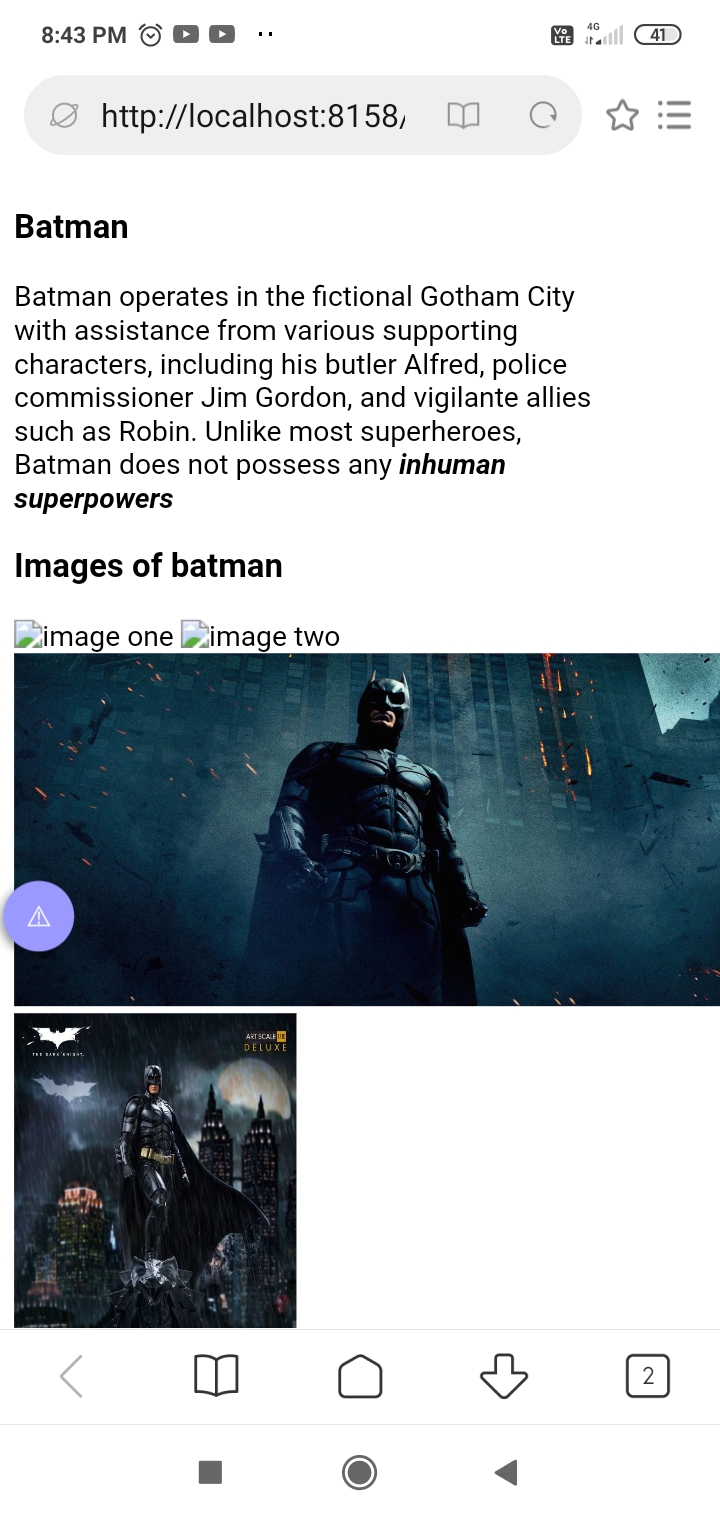 8:43 PM
Vo LTE 4G 41
http://localhost:8158/
Batman
Batman operates in the fictional Gotham City
with assistance from various supporting
characters, including his butler Alfred, police
commissioner Jim Gordon, and vigilante allies
such as Robin. Unlike most superheroes,
Batman does not possess any inhuman
superpowers
Images of batman
image one image two
THE DARK KNIGHT.
ART SCALE
DELUXE
2